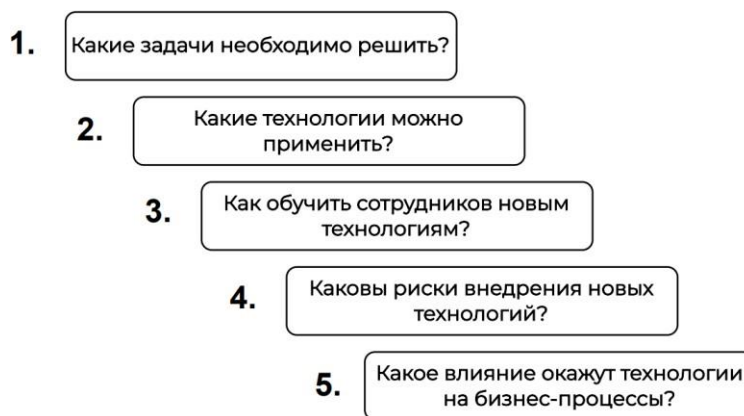 1. Какие задачи необходимо решить?
2. Какие технологии можно
применить?
3. Как обучить сотрудников новым
технологиям?
4. Каковы риски внедрения новых
технологий?
5. Какое влияние окажут технологии
на бизнес-процессы?